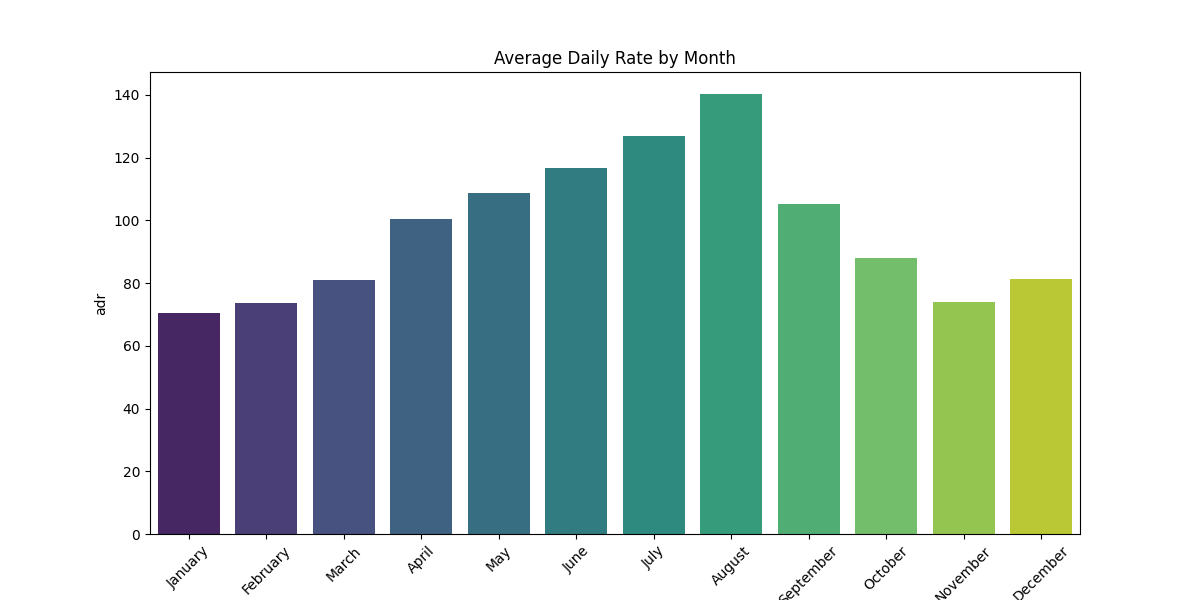 Average Daily Rate by Month
140
120
100
80
60
40
20
0
adr
January
February
March
April
May
June
July
August
September
October
November
December